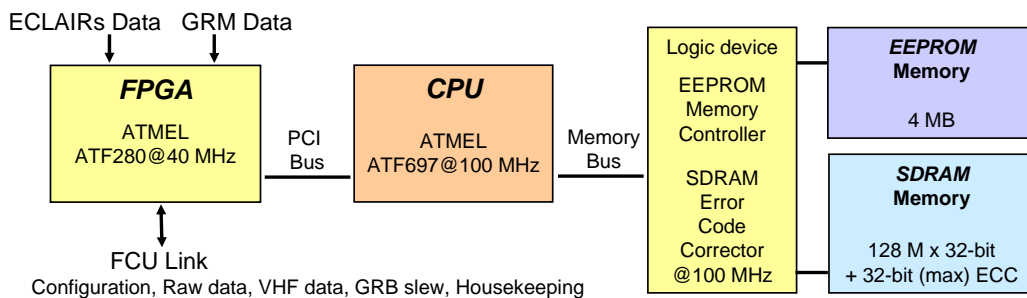 ECLAIRs Data
GRM Data
FPGA
ATMEL
ATF280@40 MHz
PCI
Bus
CPU
ATMEL
ATF697@100 MHz
Memory
Bus
Logic device
EEPROM
Memory
Controller
SDRAM
Error
Code
Corrector
@100 MHz
EEPROM
Memory
4 MB
SDRAM
Memory
128 M x 32-bit
+ 32-bit (max) ECC
FCU Link
Configuration, Raw data, VHF data, GRB slew, Housekeeping